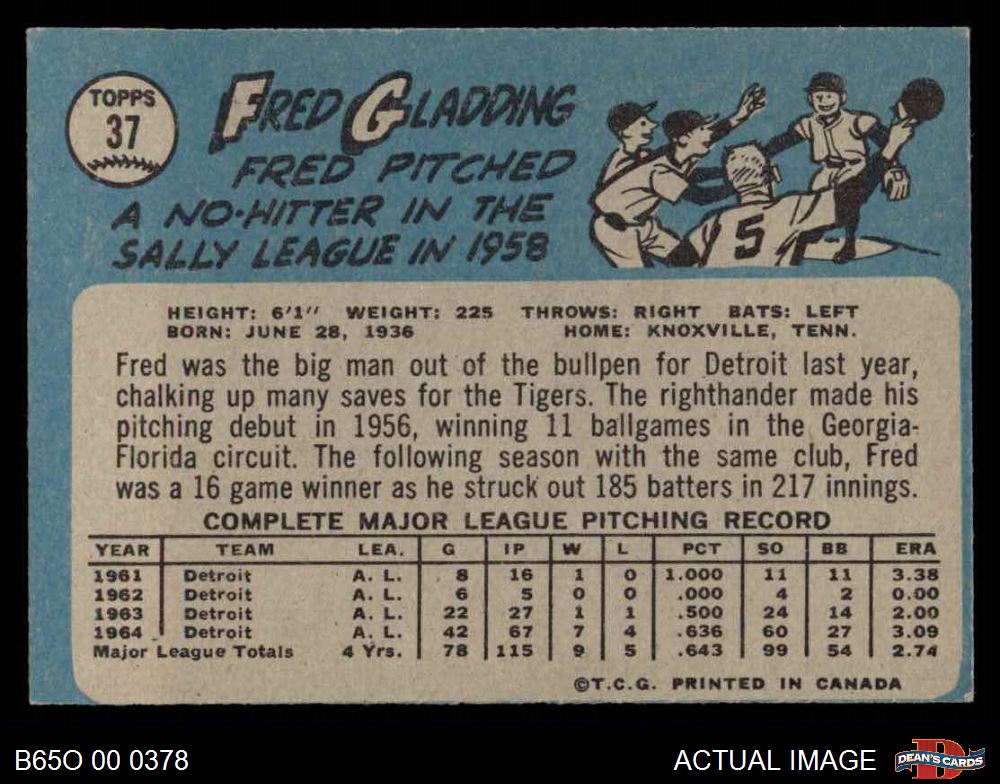 TOPPS
37
FRED GLADDING
FRED PITCHED
A NO-HITTER IN THE
SALLY LEAGUE IN 1958
5
HEIGHT: 6'1" WEIGHT: 225 THROWS: RIGHT BATS: LEFT
BORN: JUNE 28, 1936 HOME: KNOXVILLE, TENN.
Fred was the big man out of the bullpen for Detroit last year,
chalking up many saves for the Tigers. The righthander made his
pitching debut in 1956, winning 11 ballgames in the Georgia-
Florida circuit. The following season with the same club, Fred
was a 16 game winner as he struck out 185 batters in 217 innings.
COMPLETE MAJOR LEAGUE PITCHING RECORD
YEAR TEAM LEA. G IP W L PCT SO BB ERA
1961 Detroit A. L. 8 16 1 0 1.000 11 11 3.38
1962 Detroit A. L. 6 5 0 0 .000 4 2 0.00
1963 Detroit A. L. 22 27 1 1 .500 24 14 2.00
1964 Detroit A. L. 42 67 7 4 .636 60 27 3.09
Major League Totals 4 Yrs. 78 115 9 5 .643 99 54 2.74
©T.C.G. PRINTED IN CANADA
B65O 00 0378 ACTUAL IMAGE DEAN'S CARDS